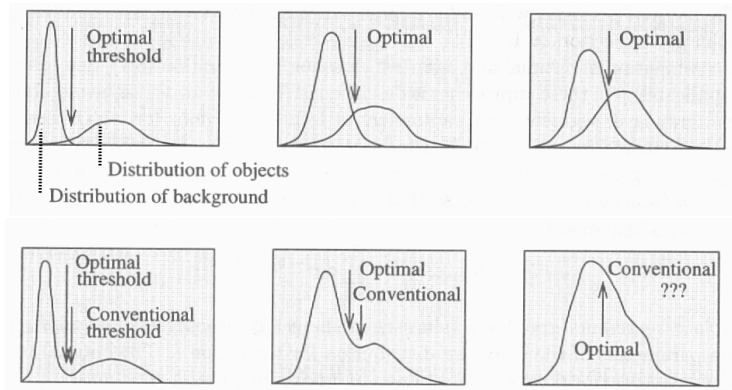 Optimal
threshold
Optimal
Optimal
Distribution of objects
Distribution of background
Optimal
threshold
Conventional
threshold
Optimal
Conventional
Conventional
???
Optimal